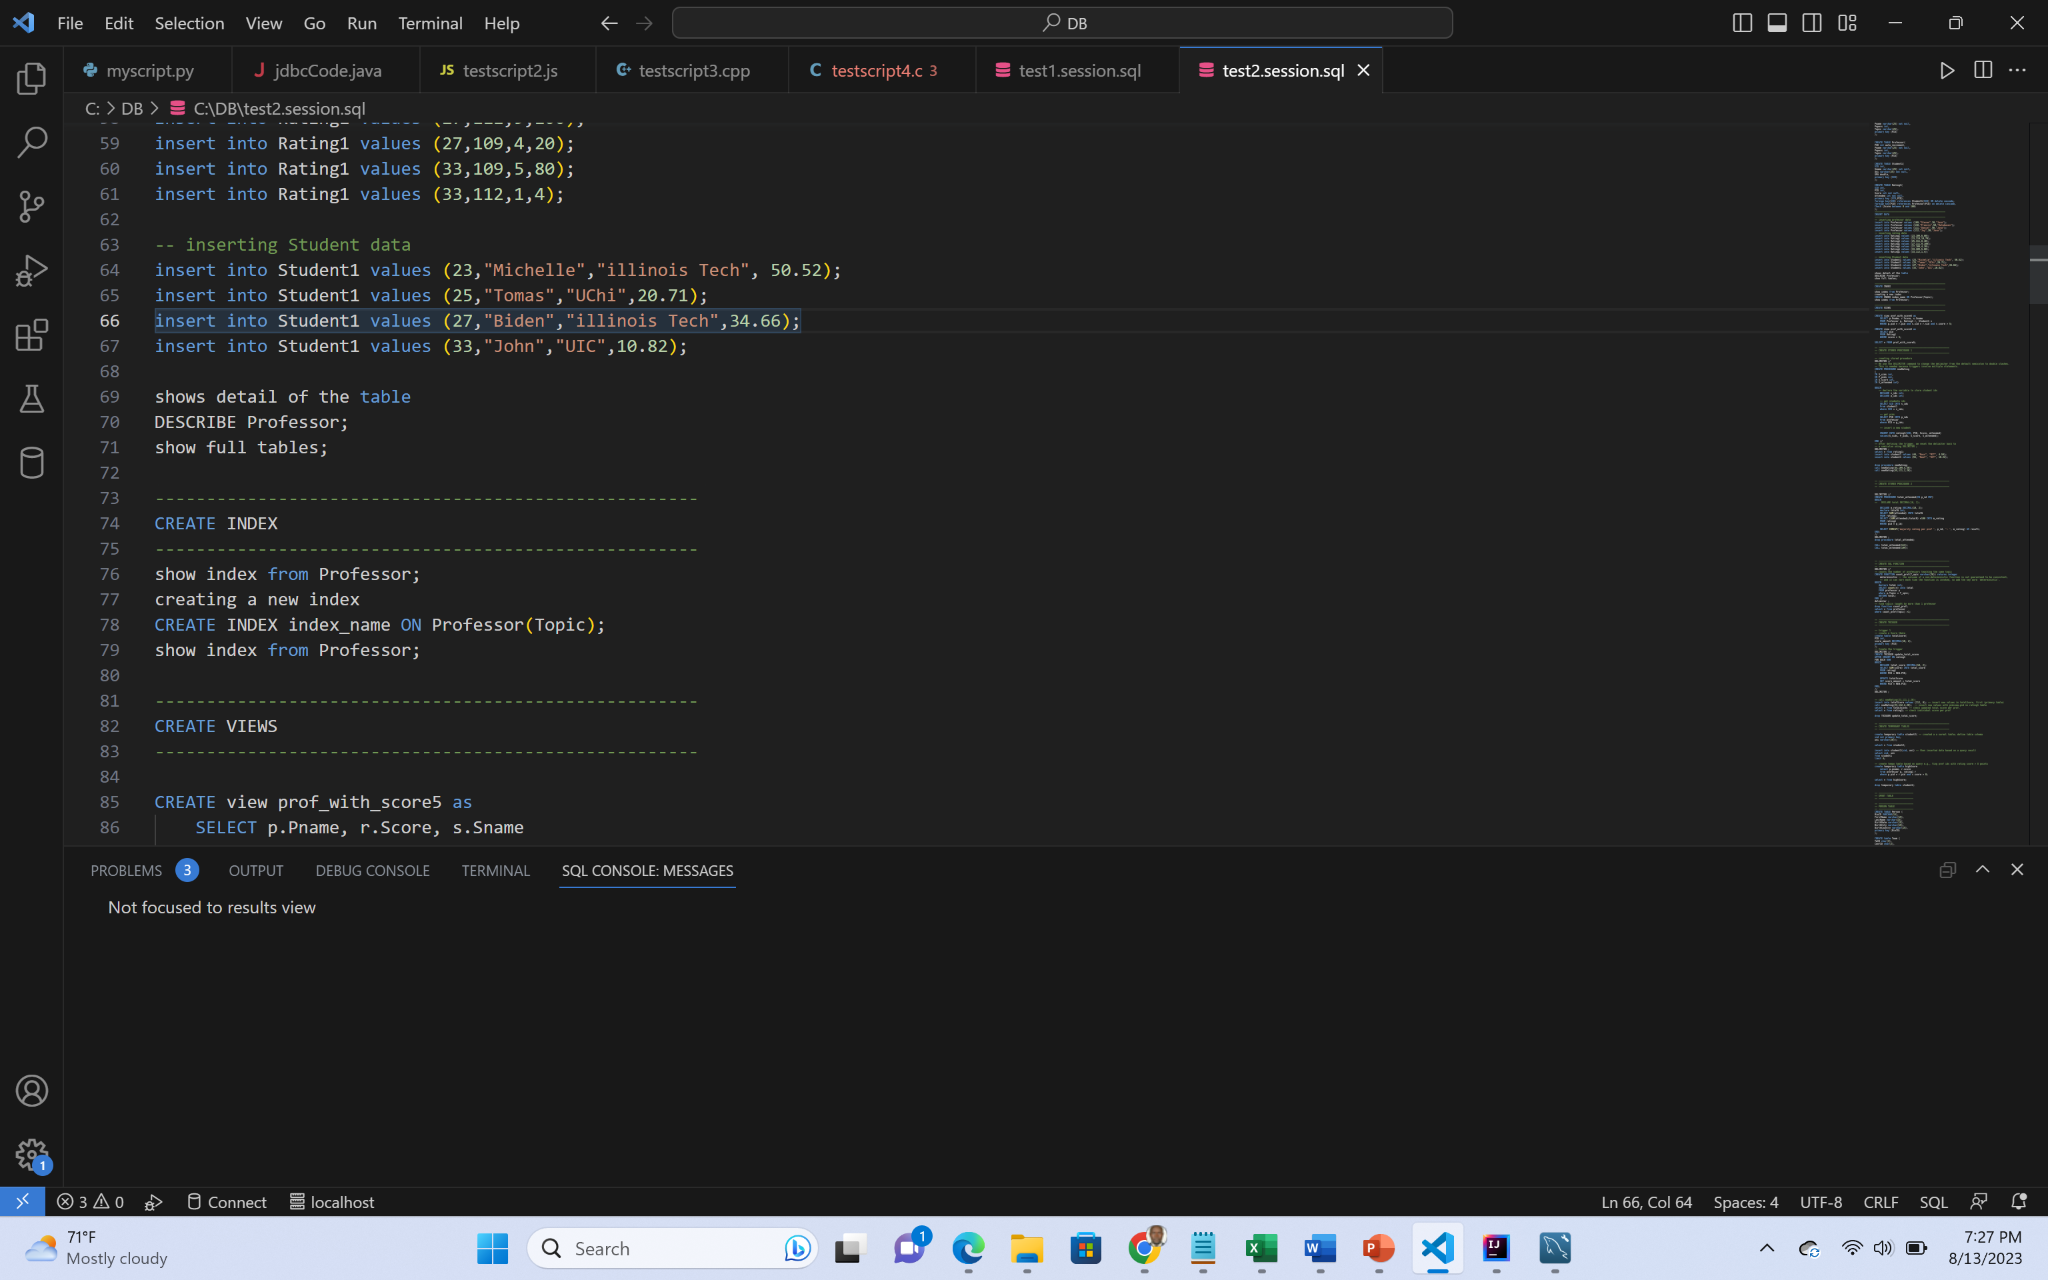 File Edit Selection View Go Run Terminal Help
DB
myscript.py jdbcCode.java JS testscript2.js testscript3.cpp C testscript4.c 3 test1.session.sql test2.session.sql
C: > DB > C:\DB\test2.session.sql
59 insert into Rating1 values (27,109,4,20);
60 insert into Rating1 values (33,109,5,80);
61 insert into Rating1 values (33,112,1,4);
62
63 -- inserting Student data
64 insert into Student1 values (23,"Michelle","illinois Tech", 50.52);
65 insert into Student1 values (25,"Tomas","UChi",20.71);
66 insert into Student1 values (27,"Biden","illinois Tech",34.66);
67 insert into Student1 values (33,"John","UIC",10.82);
68
69 shows detail of the table
70 DESCRIBE Professor;
71 show full tables;
72
73 -----------------------------------------------------
74 CREATE INDEX
75 -----------------------------------------------------
76 show index from Professor;
77 creating a new index
78 CREATE INDEX index_name ON Professor(Topic);
79 show index from Professor;
80
81 -----------------------------------------------------
82 CREATE VIEWS
83 -----------------------------------------------------
84
85 CREATE view prof_with_score5 as
86 SELECT p.Pname, r.Score, s.Sname
PROBLEMS 3 OUTPUT DEBUG CONSOLE TERMINAL SQL CONSOLE: MESSAGES
Not focused to results view
1
3 0 Connect localhost Ln 66, Col 64 Spaces: 4 UTF-8 CRLF SQL
71°F
Mostly cloudy
Search
1
7:27 PM
8/13/2023